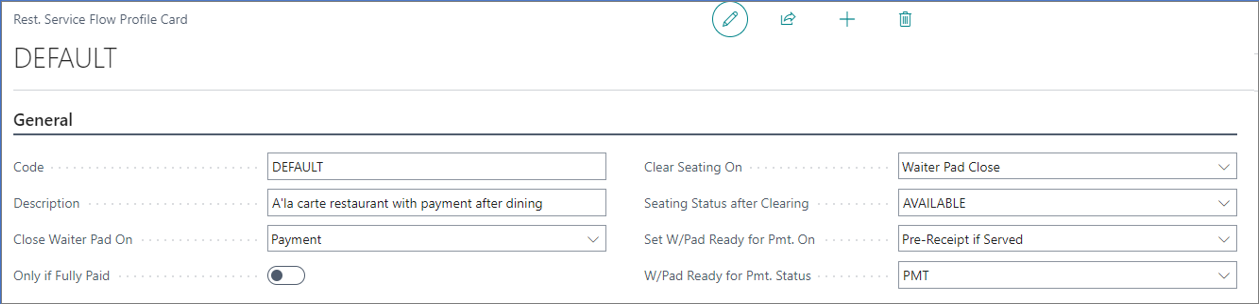 Rest. Service Flow Profile Card
DEFAULT
General
Code DEFAULT
Description A'la carte restaurant with payment after dining
Close Waiter Pad On Payment
Only if Fully Paid
Clear Seating On Waiter Pad Close
Seating Status after Clearing AVAILABLE
Set W/Pad Ready for Pmt. On Pre-Receipt if Served
W/Pad Ready for Pmt. Status PMT